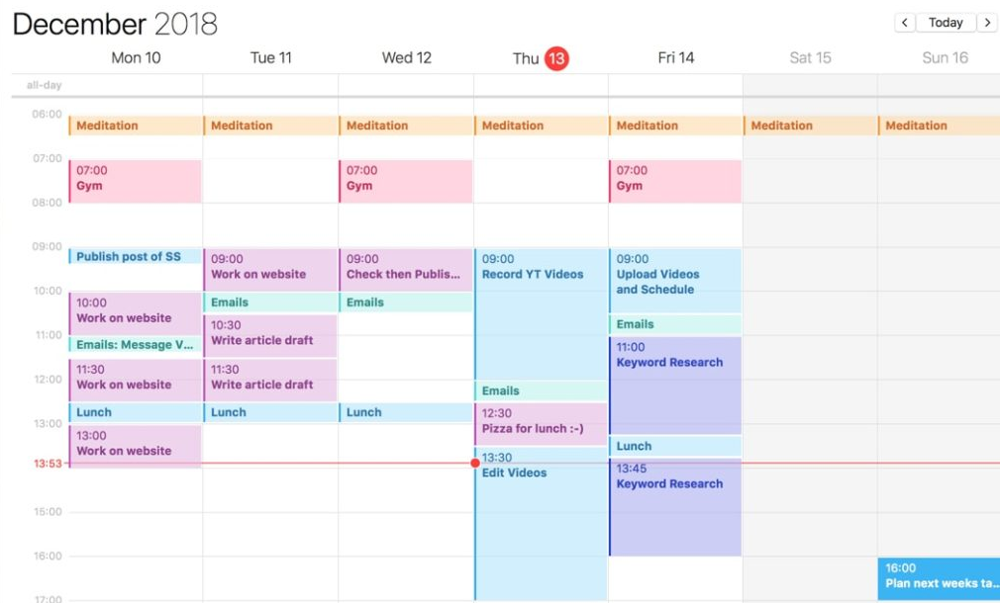 December 2018
< Today >
Mon 10 Tue 11 Wed 12 Thu 13 Fri 14 Sat 15 Sun 16
all-day
06:00
Meditation Meditation Meditation Meditation Meditation Meditation Meditation
07:00
07:00 07:00 07:00
Gym Gym Gym
08:00
09:00
Publish post of SS
09:00
Work on website
09:00
Check then Publis...
09:00
Record YT Videos
09:00
Upload Videos
and Schedule
10:00
10:00
Work on website
Emails
Emails
10:30
Write article draft
Emails
11:00
Emails: Message V...
11:00
Keyword Research
11:30
Work on website
11:30
Write article draft
12:00
Emails
Lunch Lunch Lunch
12:30
Pizza for lunch :-)
13:00
13:00
Work on website
Lunch
13:53
13:30
Edit Videos
13:45
Keyword Research
15:00
16:00
16:00
Plan next weeks ta...
17:00